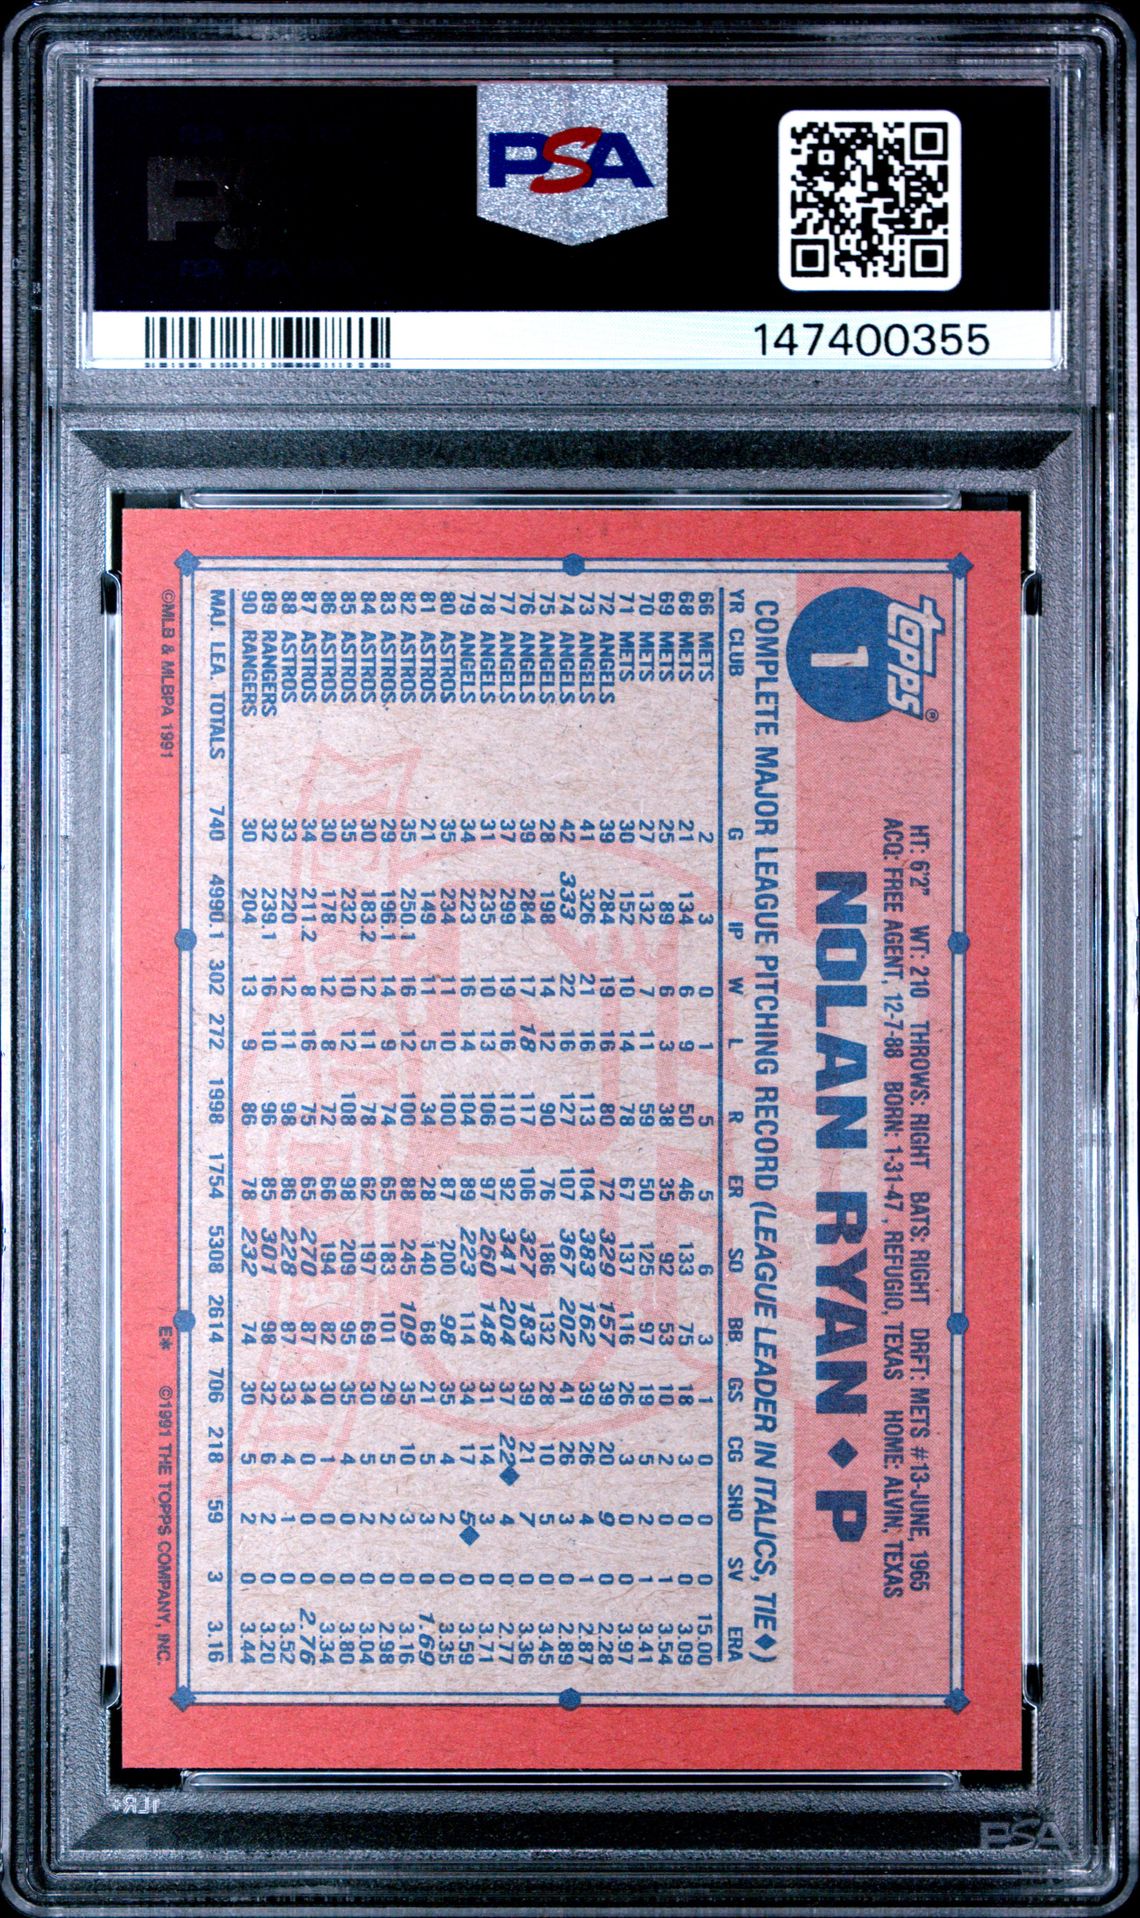 PSA
147400355
topps®
1
HT: 6'2" WT: 210 THROWS: RIGHT BATS: RIGHT DRFT: METS #13-JUNE, 1965
ACQ: FREE AGENT, 12-7-88 BORN: 1-31-47, REFUGIO, TEXAS HOME: ALVIN, TEXAS
NOLAN RYAN ♦ P
COMPLETE MAJOR LEAGUE PITCHING RECORD (LEAGUE LEADER IN ITALICS, TIE♦)
YR CLUB G IP W L R ER SO BB GS CG SHO SV ERA
66 METS 2 3 0 1 5 5 6 3 1 0 0 0 15.00
68 METS 21 134 6 9 50 46 133 75 18 3 0 0 3.09
69 METS 25 89 6 3 38 35 92 53 10 2 0 1 3.54
70 METS 27 132 7 11 59 50 125 97 19 5 2 1 3.41
71 METS 30 152 10 14 78 67 137 116 26 3 0 0 3.97
72 ANGELS 39 284 19 16 80 72 329 157 39 20 9 0 2.28
73 ANGELS 41 326 21 16 113 104 383 162 39 26 4 1 2.87
74 ANGELS 42 333 22 16 127 107 367 202 41 26 3 0 2.89
75 ANGELS 28 198 14 12 90 76 186 132 28 10 5 0 3.45
76 ANGELS 39 284 17 18 117 106 327 183 39 21 7 0 3.36
77 ANGELS 37 299 19 16 110 92 341 204 37 22♦ 4 0 2.77
78 ANGELS 31 235 10 13 106 97 260 148 31 14 3 0 3.71
79 ANGELS 34 223 16 14 104 89 223 114 34 17 5♦ 0 3.59
80 ASTROS 35 234 11 10 100 87 200 98 35 4 2 0 3.35
81 ASTROS 21 149 11 5 34 28 140 68 21 5 3 0 1.69
82 ASTROS 35 250.1 16 12 100 88 245 109 35 10 3 0 3.16
83 ASTROS 29 196.1 14 9 74 65 183 101 29 5 2 0 2.98
84 ASTROS 30 183.2 12 11 78 62 197 69 30 5 2 0 3.04
85 ASTROS 35 232 10 12 108 98 209 95 35 4 0 0 3.80
86 ASTROS 30 178 12 8 72 66 194 82 30 1 0 0 3.34
87 ASTROS 34 211.2 8 16 75 65 270 87 34 0 0 0 2.76
88 ASTROS 33 220 12 11 98 86 228 87 33 4 1 0 3.52
89 RANGERS 32 239.1 16 10 96 85 301 98 32 6 2 0 3.20
90 RANGERS 30 204 13 9 86 78 232 74 30 5 2 0 3.44
MAJ. LEA. TOTALS 740 4990.1 302 272 1998 1754 5308 2614 706 218 59 3 3.16
©MLB & MLBPA 1991 E* ©1991 THE TOPPS COMPANY, INC.
PSA